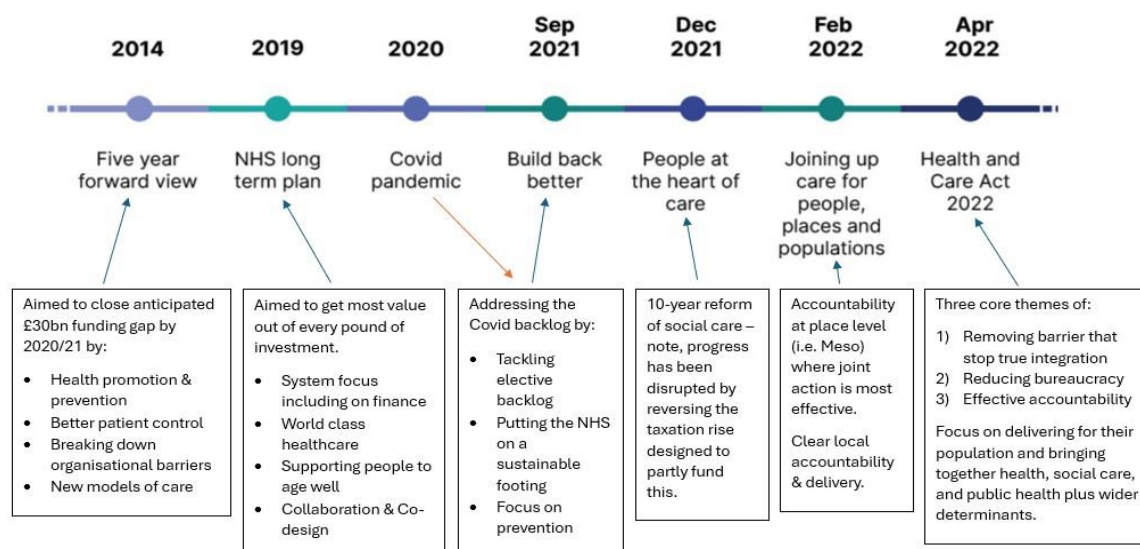 2014
2019
2020
Sep
2021
Dec
2021
Feb
2022
Apr
2022
Five year
forward view
NHS long
term plan
Covid
pandemic
Build back
better
People at
the heart of
care
Joining up
care for
people,
places and
populations
Health and
Care Act
2022
Aimed to close anticipated
£30bn funding gap by
2020/21 by:
• Health promotion &
prevention
• Better patient control
• Breaking down
organisational barriers
• New models of care
Aimed to get most value
out of every pound of
investment.
• System focus
including on finance
• World class
healthcare
• Supporting people to
age well
• Collaboration & Co-
design
Addressing the
Covid backlog by:
• Tackling
elective
backlog
• Putting the NHS
on a
sustainable
footing
• Focus on
prevention
10-year reform
of social care –
note, progress
has been
disrupted by
reversing the
taxation rise
designed to
partly fund
this.
Accountability
at place level
(i.e. Meso)
where joint
action is most
effective.
Clear local
accountability
& delivery.
Three core themes of:
1) Removing barrier that
stop true integration
2) Reducing bureaucracy
3) Effective accountability
Focus on delivering for their
population and bringing
together health, social care,
and public health plus wider
determinants.